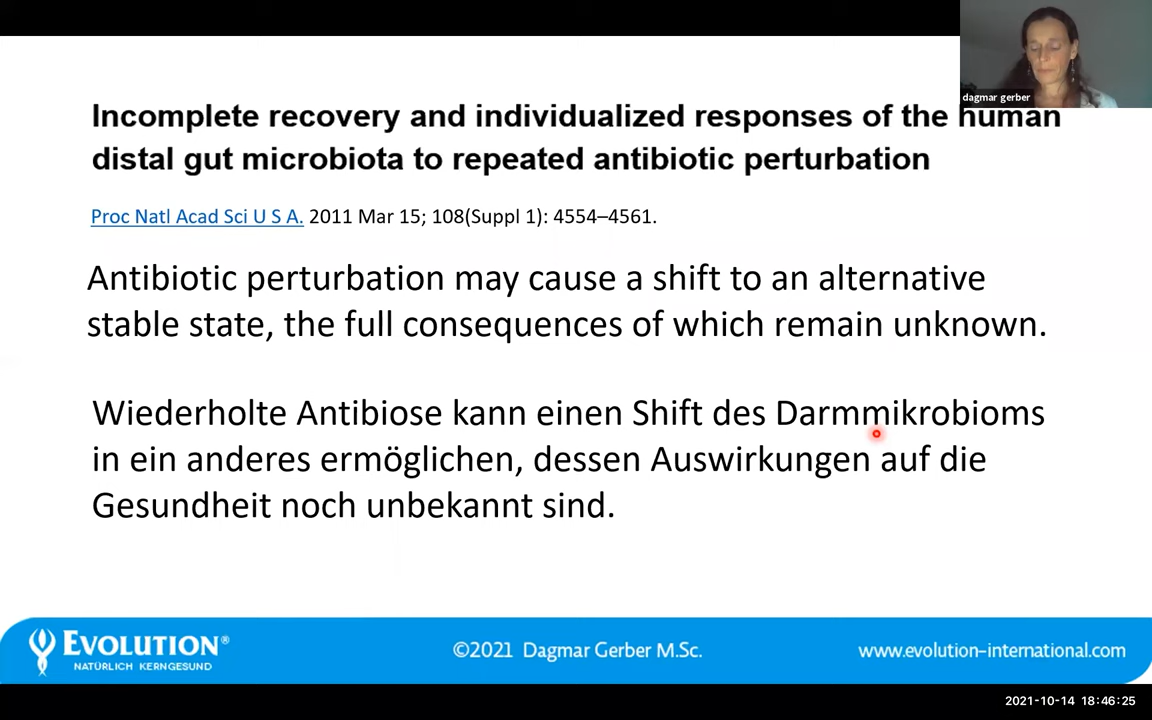 dagmar gerber
Incomplete recovery and individualized responses of the human
distal gut microbiota to repeated antibiotic perturbation
Proc Natl Acad Sci U S A. 2011 Mar 15; 108(Suppl 1): 4554–4561.
Antibiotic perturbation may cause a shift to an alternative
stable state, the full consequences of which remain unknown.
Wiederholte Antibiose kann einen Shift des Darmmikrobioms
in ein anderes ermöglichen, dessen Auswirkungen auf die
Gesundheit noch unbekannt sind.
EVOLUTION®
NATÜRLICH KERNGESUND
©2021 Dagmar Gerber M.Sc.
www.evolution-international.com
2021-10-14 18:46:25